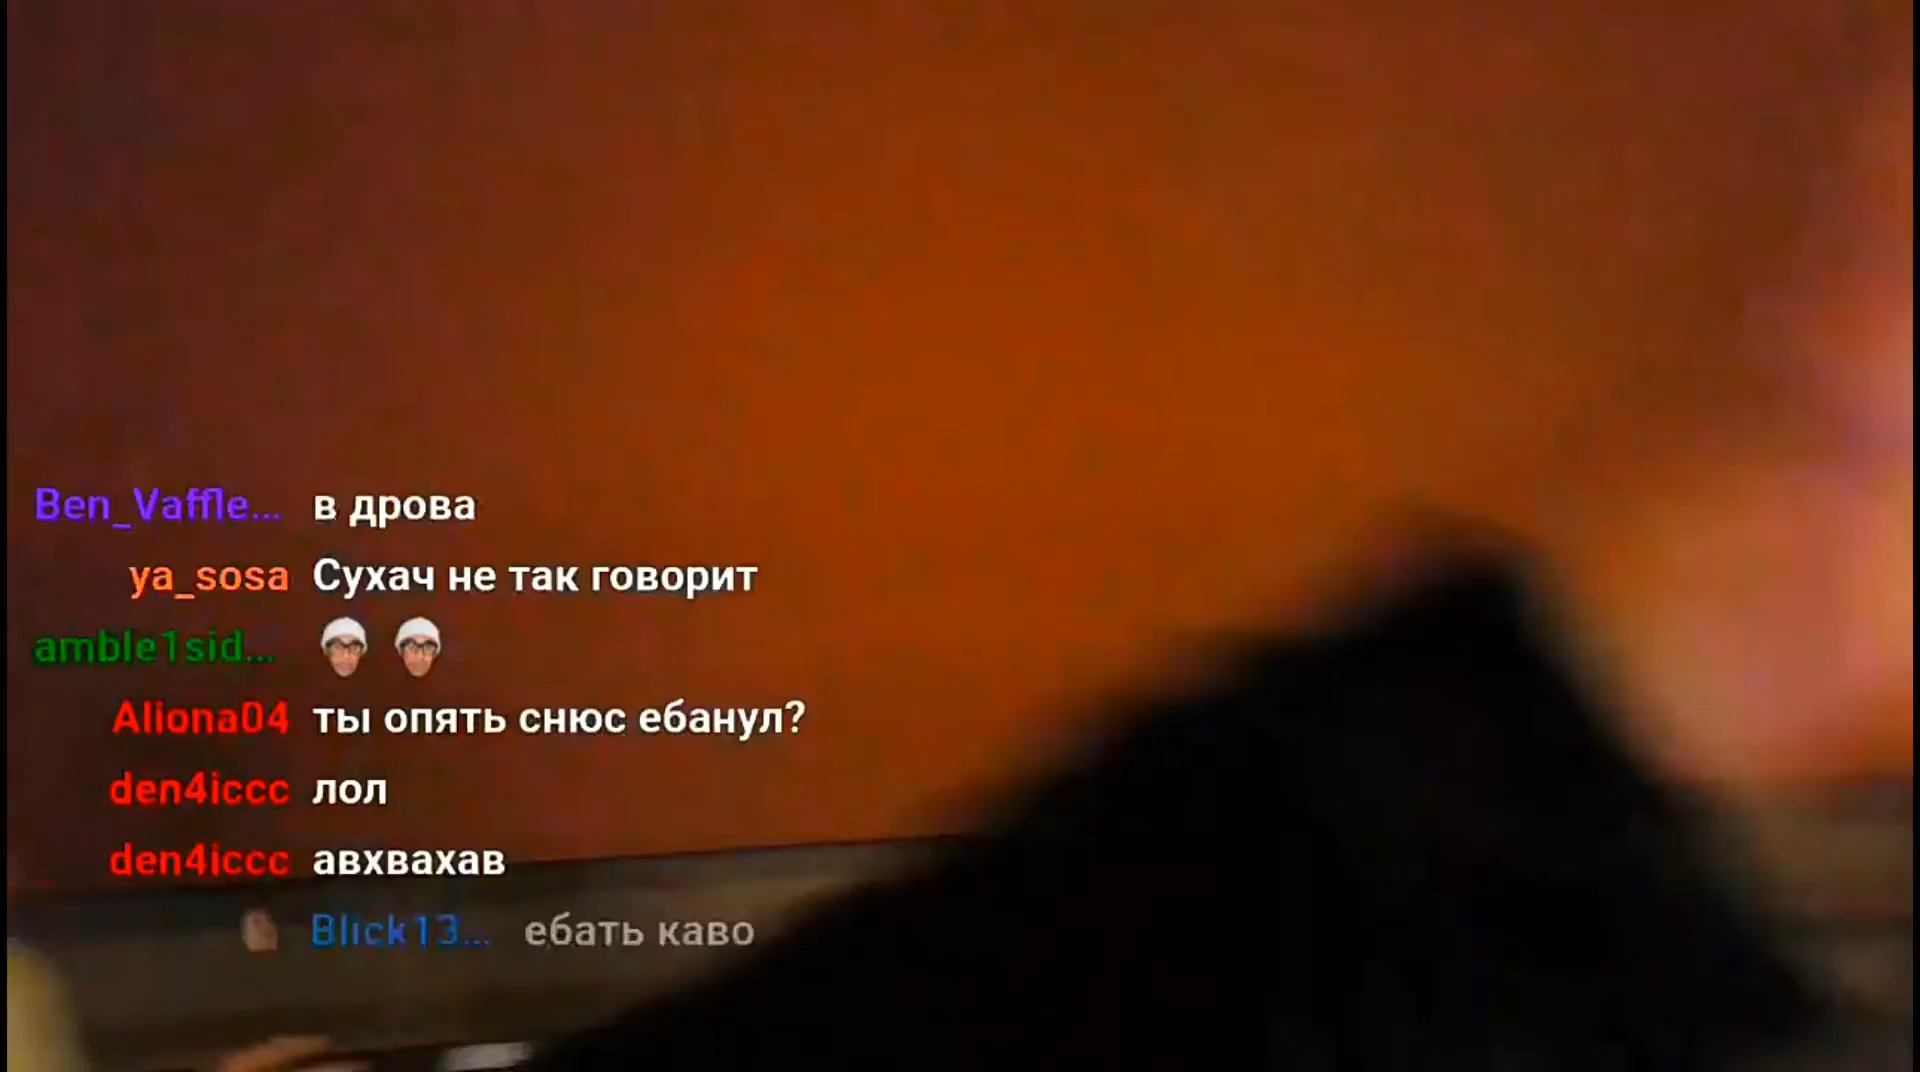 Ben_Vaffle... в дрова
ya_sosa Сухач не так говорит
amble1sid...
Aliona04 ты опять снюс ебанул?
den4iccc лол
den4iccc авхвахав
Blick13... ебать каво